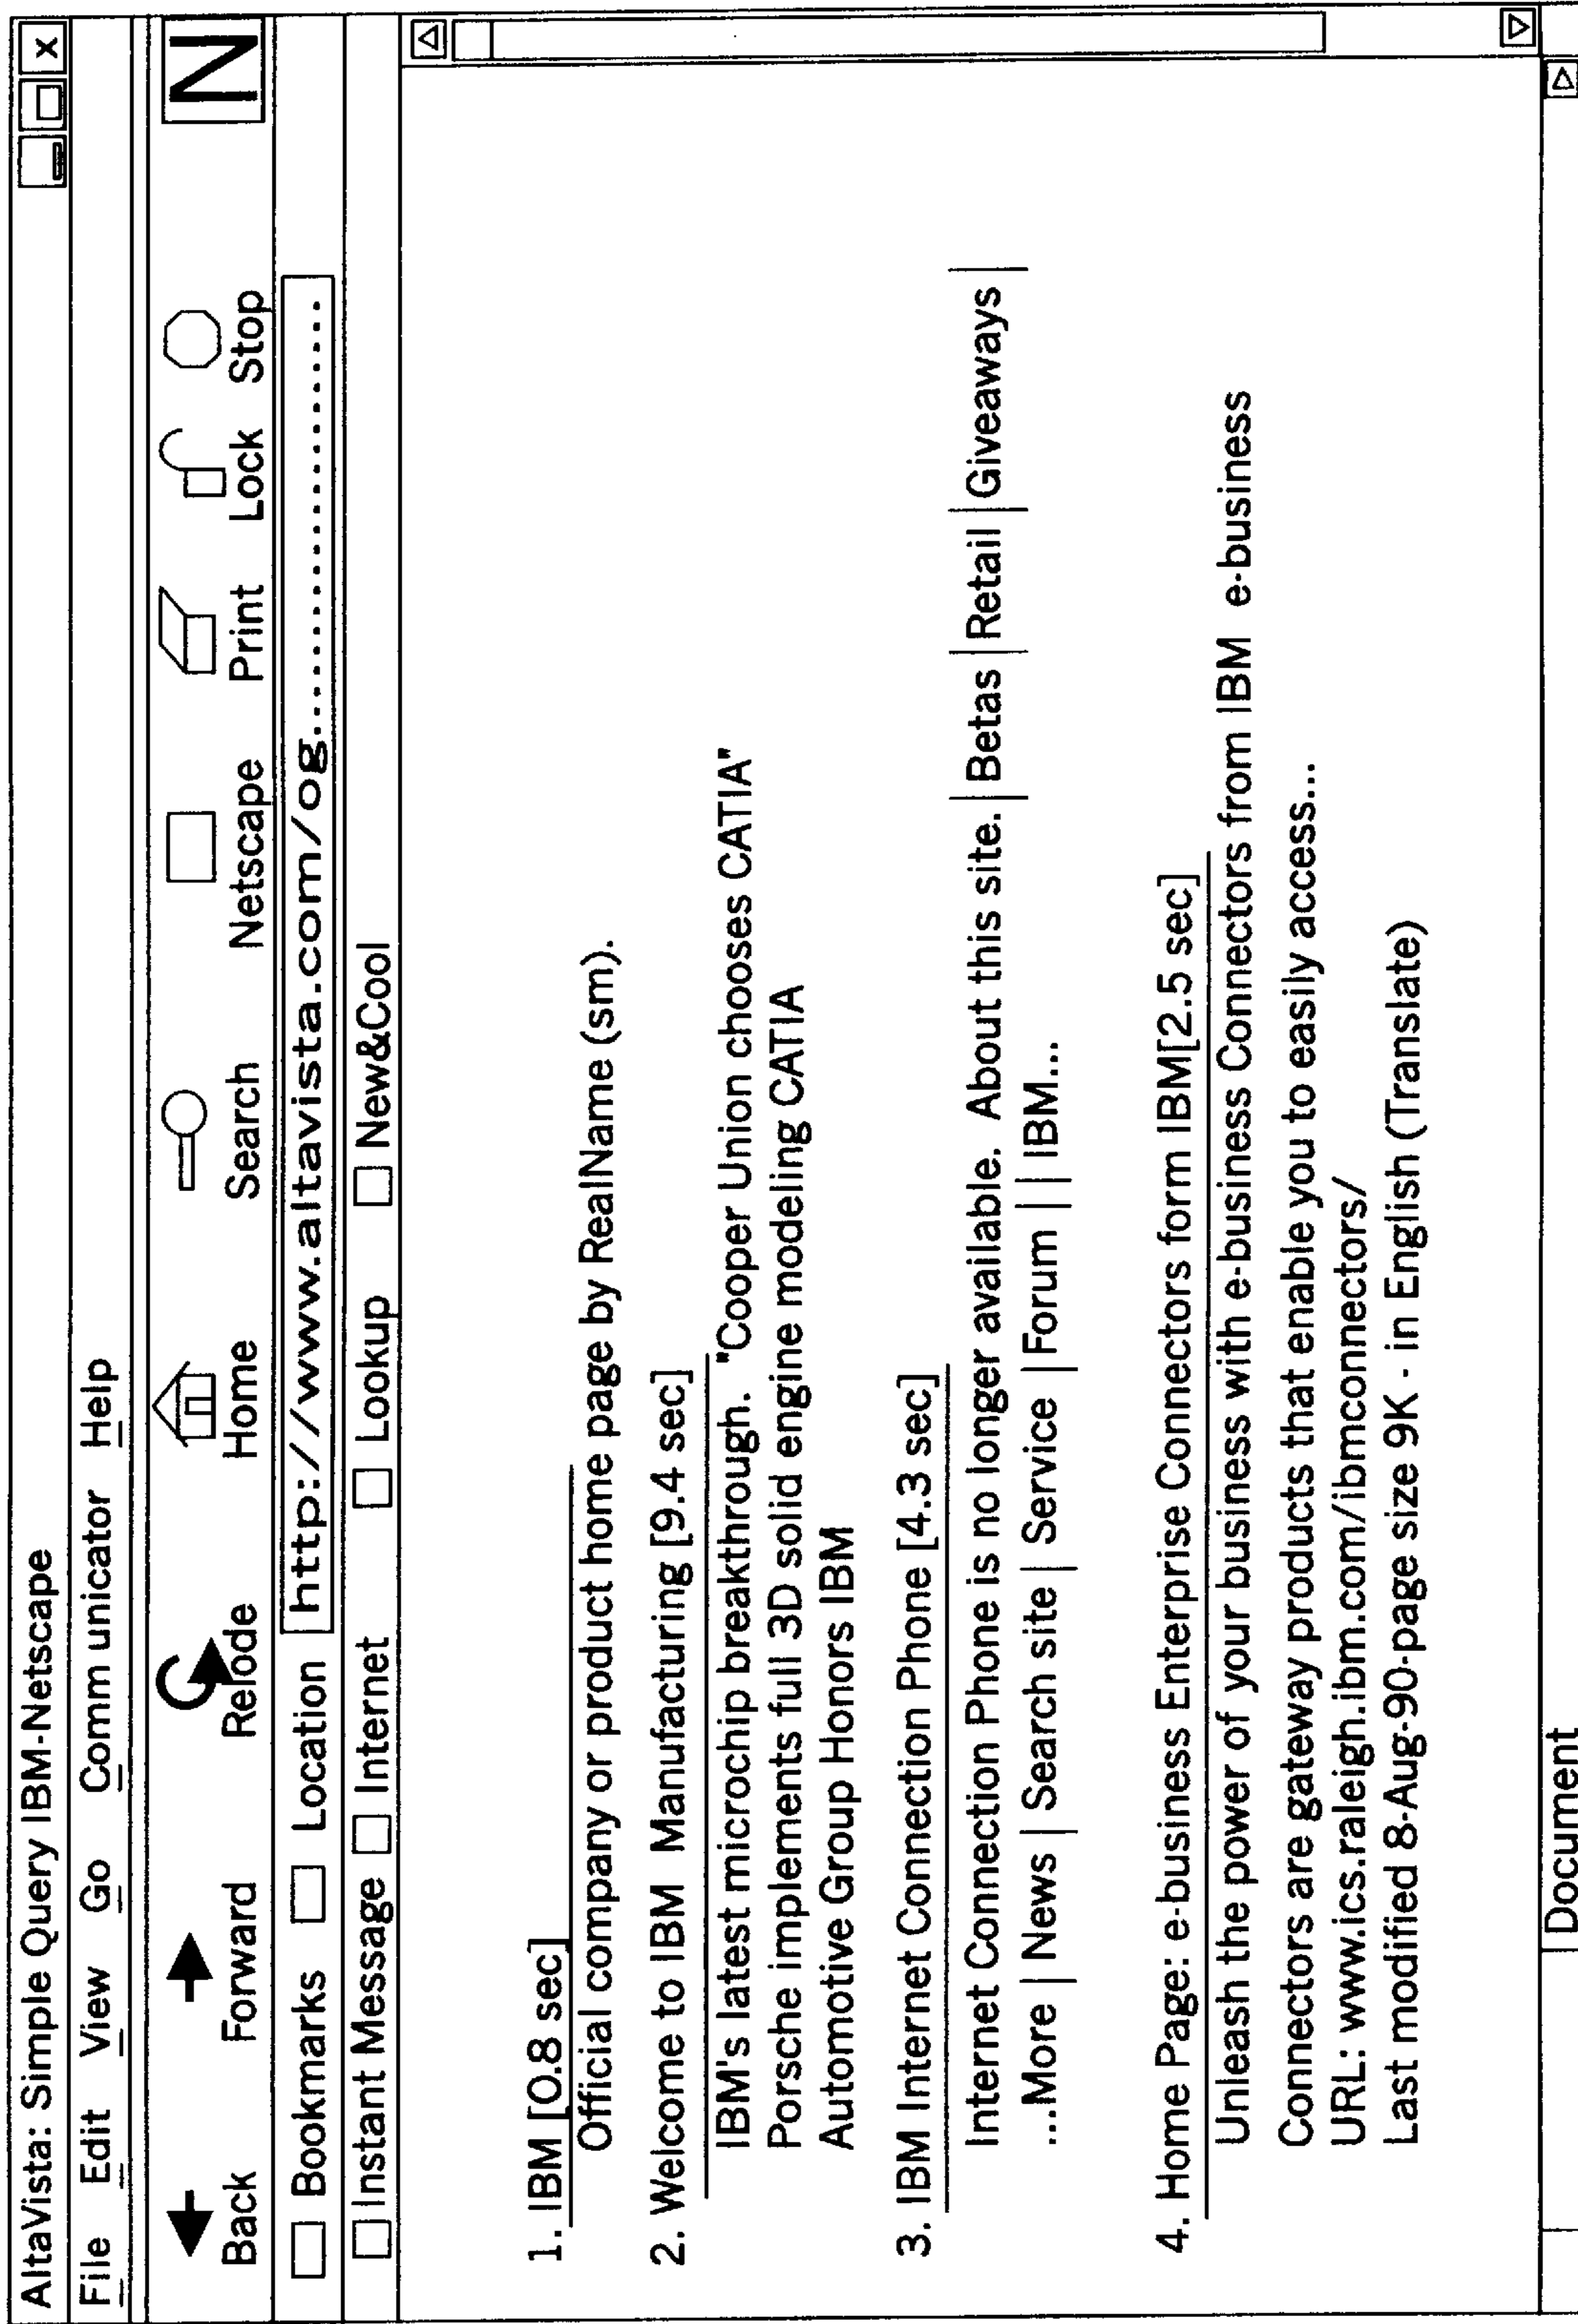 AltaVista: Simple Query IBM-Netscape
x
File Edit View Go Comm unicator Help
N
Back Forward Relode Home Search Netscape Print Lock Stop
Bookmarks Location http://www.altavista.com/og..............................
Instant Message Internet Lookup New&Cool
1. IBM [0.8 sec]
Official company or product home page by RealName (sm).
2. Welcome to IBM Manufacturing [9.4 sec]
IBM's latest microchip breakthrough. "Cooper Union chooses CATIA"
Porsche implements full 3D solid engine modeling CATIA
Automotive Group Honors IBM
3. IBM Internet Connection Phone [4.3 sec]
Internet Connection Phone is no longer available. About this site. | Betas | Retail | Giveaways |
...More | News | Search site | Service | Forum | | IBM...
4. Home Page: e-business Enterprise Connectors form IBM[2.5 sec]
Unleash the power of your business with e-business Connectors from IBM e-business
Connectors are gateway products that enable you to easily access...
URL: www.ics.raleigh.ibm.com/ibmconnectors/
Last modified 8-Aug-90-page size 9K - in English (Translate)
Document